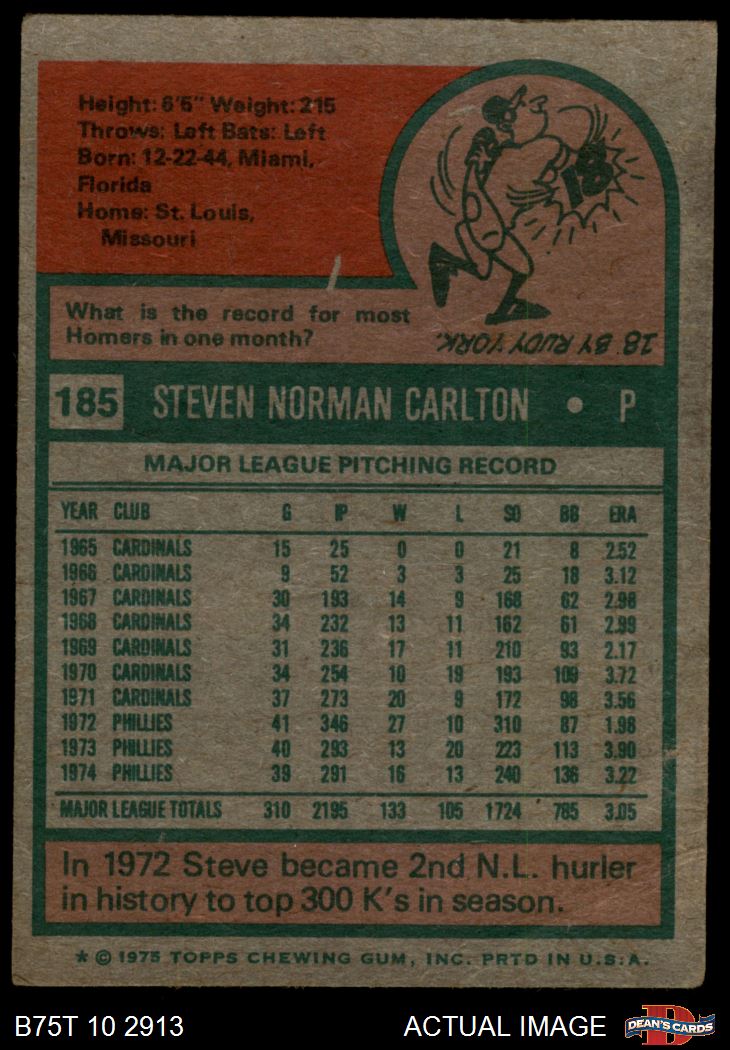 Height: 6'5" Weight: 215
Throws: Left Bats: Left
Born: 12-22-44, Miami,
Florida
Home: St. Louis,
Missouri
18
What is the record for most
Homers in one month?
18 BY RUDY YORK.
185 STEVEN NORMAN CARLTON • P
MAJOR LEAGUE PITCHING RECORD
YEAR CLUB G IP W L SO BB ERA
1965 CARDINALS 15 25 0 0 21 8 2.52
1966 CARDINALS 9 52 3 3 25 18 3.12
1967 CARDINALS 30 193 14 9 168 62 2.98
1968 CARDINALS 34 232 13 11 162 61 2.99
1969 CARDINALS 31 236 17 11 210 93 2.17
1970 CARDINALS 34 254 10 19 193 109 3.72
1971 CARDINALS 37 273 20 9 172 98 3.56
1972 PHILLIES 41 346 27 10 310 87 1.98
1973 PHILLIES 40 293 13 20 223 113 3.90
1974 PHILLIES 39 291 16 13 240 136 3.22
MAJOR LEAGUE TOTALS 310 2195 133 105 1724 785 3.05
In 1972 Steve became 2nd N.L. hurler
in history to top 300 K's in season.
* © 1975 TOPPS CHEWING GUM, INC. PRTD IN U.S.A.
B75T 10 2913 ACTUAL IMAGE D DEAN'S CARDS